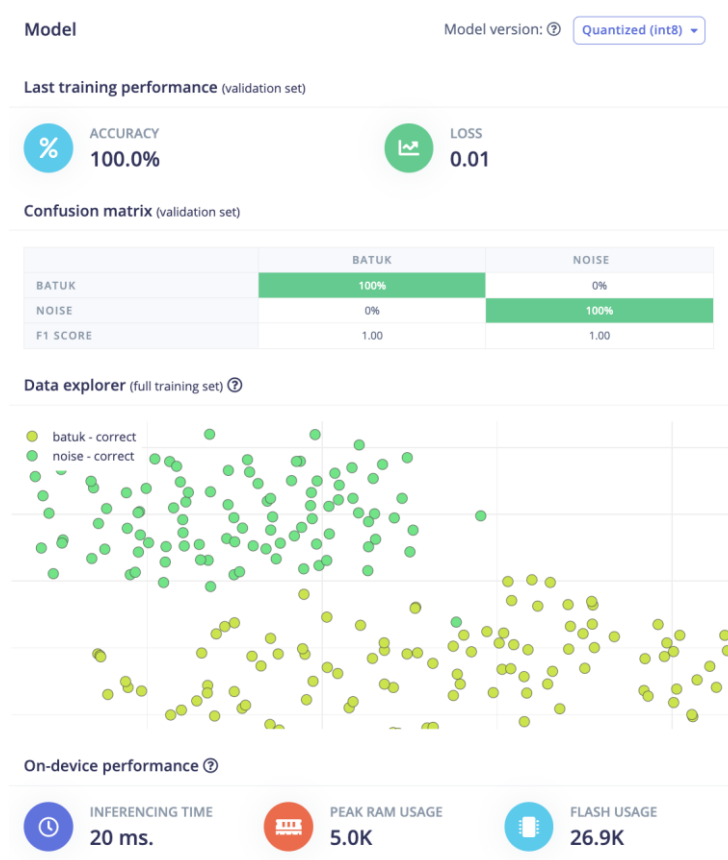 Model
Model version: ? Quantized (int8)
Last training performance (validation set)
% ACCURACY
100.0%
LOSS
0.01
Confusion matrix (validation set)
BATUK NOISE
BATUK 100% 0%
NOISE 0% 100%
F1 SCORE 1.00 1.00
Data explorer (full training set) ?
batuk - correct
noise - correct
On-device performance ?
INFERENCING TIME
20 ms.
PEAK RAM USAGE
5.0K
FLASH USAGE
26.9K